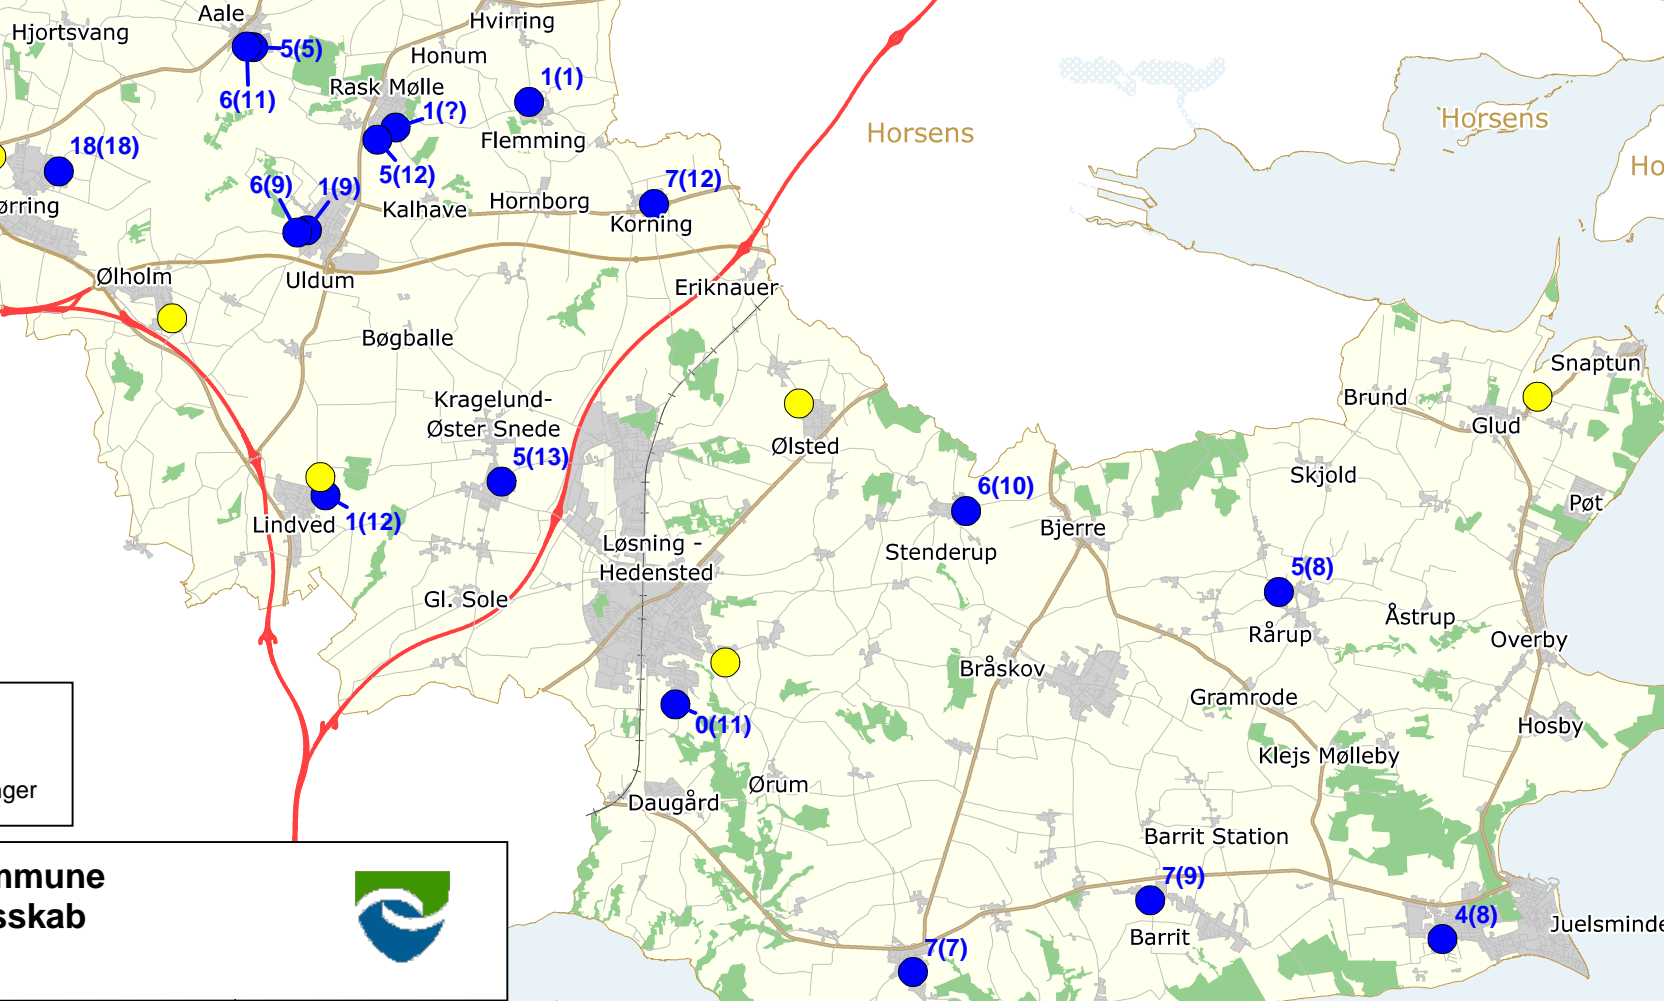 Aale
Hvirring
Hjortsvang
5(5)
Honum
1(1)
Rask Mølle
6(11)
1(?)
Horsens
Horsens
18(18)
Flemming
5(12)
7(12)
6(9)
1(9)
Hornborg
Kalhave
Korning
Ølholm
Uldum
Eriknauer
Bøgballe
Snaptun
Brund
Kragelund-
Øster Snede
Glud
Ølsted
5(13)
Skjold
6(10)
Pøt
Lindved
1(12)
Bjerre
Løsning -
Hedensted
Stenderup
5(8)
Gl. Sole
Åstrup
Rårup
Overby
Bråskov
Gramrode
0(11)
Hosby
Klejs Mølleby
Ørum
Daugård
Barrit Station
7(9)
4(8)
Barrit
Juelsminde
7(7)